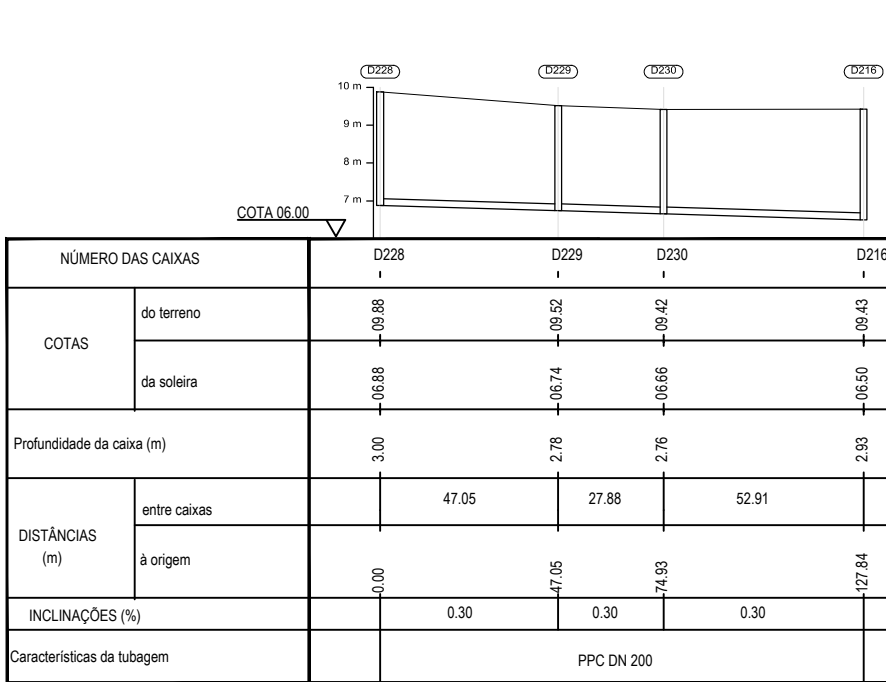 D228 D229 D230 D216
10 m
9 m
8 m
7 m
COTA 06.00
NÚMERO DAS CAIXAS D228 D229 D230 D216
COTAS
do terreno 09.88 09.52 09.42 09.43
da soleira 06.88 06.74 06.66 06.50
Profundidade da caixa (m) 3.00 2.78 2.76 2.93
DISTÂNCIAS
(m)
entre caixas 47.05 27.88 52.91
à origem 0.00 47.05 74.93 127.84
INCLINAÇÕES (%) 0.30 0.30 0.30
Características da tubagem PPC DN 200